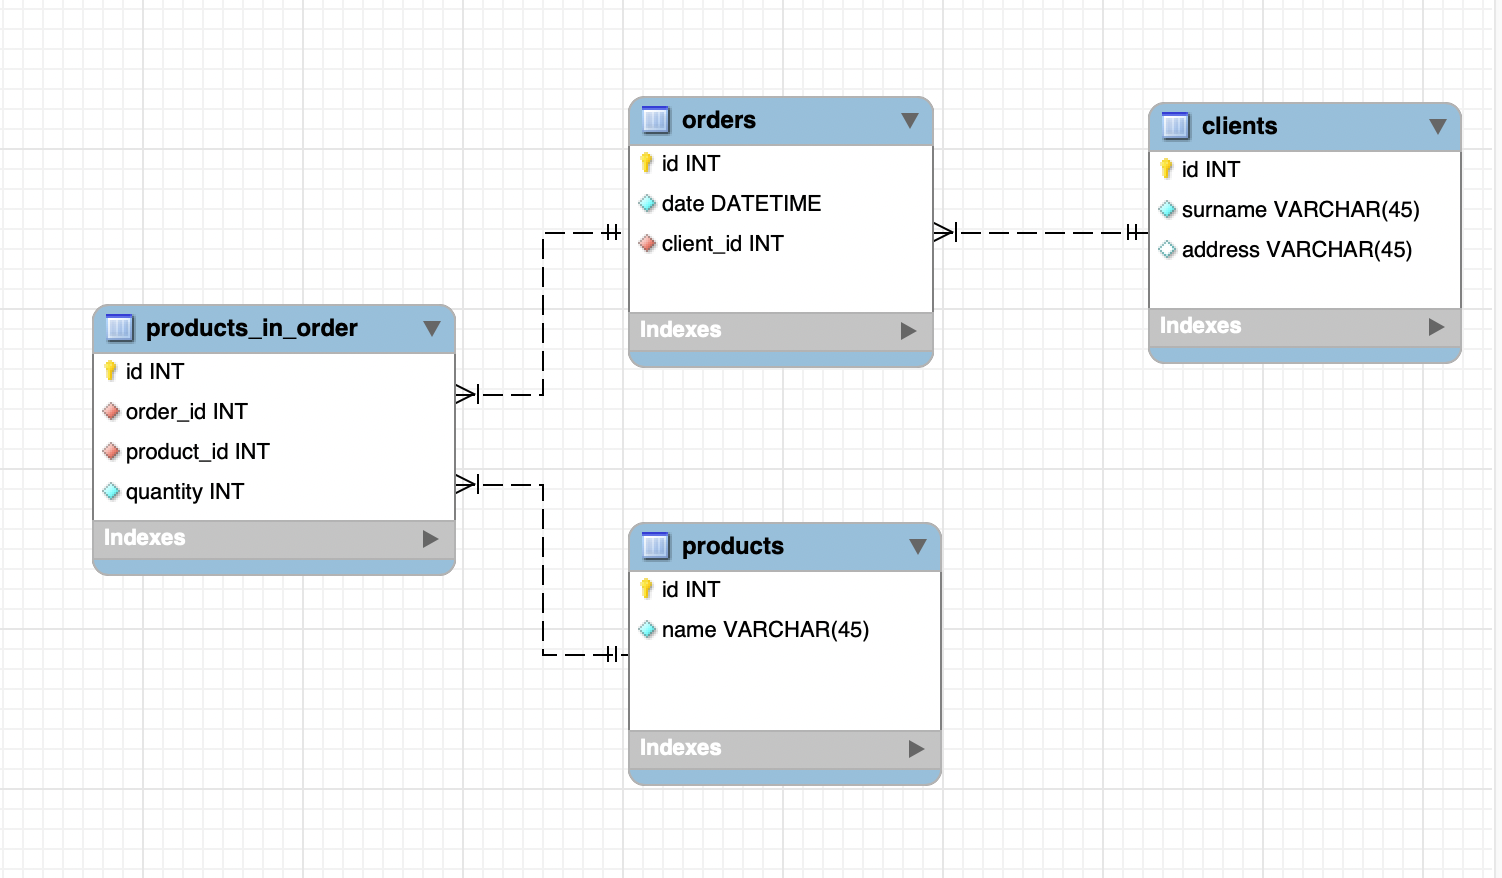 orders
id INT
date DATETIME
client_id INT
Indexes
clients
id INT
surname VARCHAR(45)
address VARCHAR(45)
Indexes
products_in_order
id INT
order_id INT
product_id INT
quantity INT
Indexes
products
id INT
name VARCHAR(45)
Indexes